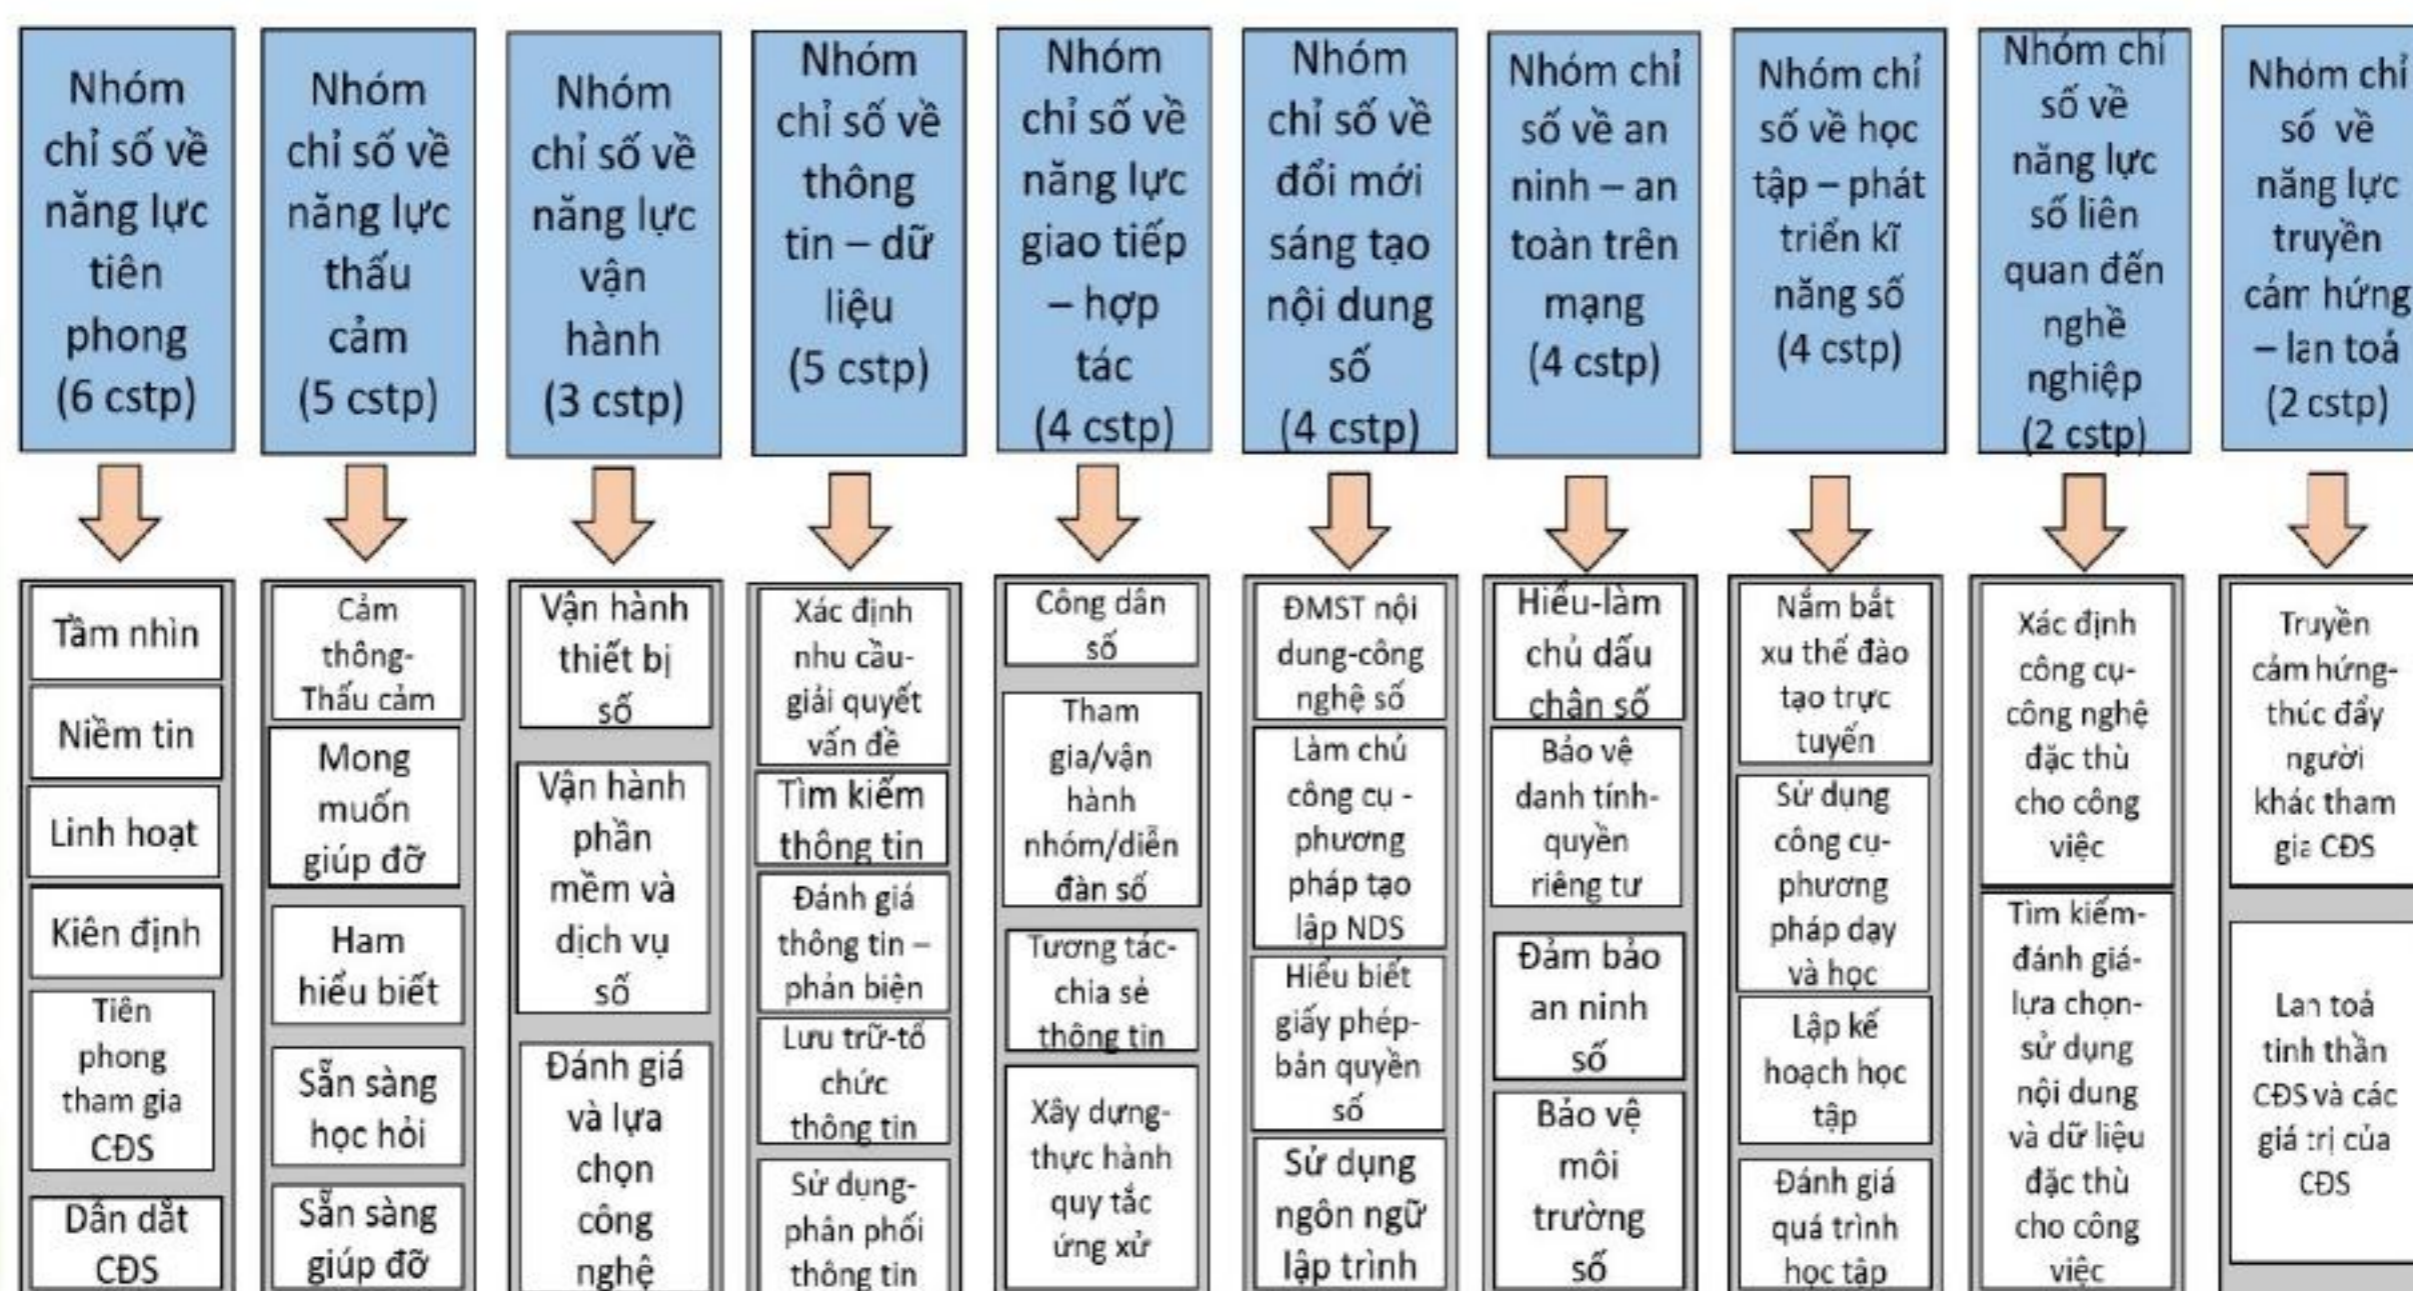 Nhóm
chỉ số về
năng lực
tiên
phong
(6 cstp)
Nhóm
chỉ số về
năng lực
thấu
cảm
(5 cstp)
Nhóm
chỉ số về
năng lực
vận
hành
(3 cstp)
Nhóm
chỉ số về
thông
tin – dữ
liệu
(5 cstp)
Nhóm
chỉ số về
năng lực
giao tiếp
– hợp
tác
(4 cstp)
Nhóm
chỉ số về
đổi mới
sáng tạo
nội dung
số
(4 cstp)
Nhóm chỉ
số về an
ninh – an
toàn trên
mạng
(4 cstp)
Nhóm chỉ
số về học
tập – phát
triển kĩ
năng số
(4 cstp)
Nhóm chỉ
số về
năng lực
số liên
quan đến
nghề
nghiệp
(2 cstp)
Nhóm chỉ
số về
năng lực
truyền
cảm hứng
– lan toả
(2 cstp)
Tầm nhìn
Niềm tin
Linh hoạt
Kiên định
Tiên
phong
tham gia
CĐS
Dẫn dắt
CĐS
Cảm
thông-
Thấu cảm
Mong
muốn
giúp đỡ
Ham
hiểu biết
Sẵn sàng
học hỏi
Sẵn sàng
giúp đỡ
Vận hành
thiết bị
số
Vận hành
phần
mềm và
dịch vụ
số
Đánh giá
và lựa
chọn
công
nghệ
Xác định
nhu cầu-
giải quyết
vấn đề
Tìm kiếm
thông tin
Đánh giá
thông tin –
phản biện
Lưu trữ-tổ
chức
thông tin
Sử dụng-
phân phối
thông tin
Công dân
số
Tham
gia/vận
hành
nhóm/diễn
đàn số
Tương tác-
chia sẻ
thông tin
Xây dựng-
thực hành
quy tắc
ứng xử
ĐMST nội
dung-công
nghệ số
Làm chủ
công cụ -
phương
pháp tạo
lập NDS
Hiểu biết
giấy phép-
bản quyền
số
Sử dụng
ngôn ngữ
lập trình
Hiểu-làm
chủ dấu
chân số
Bảo vệ
danh tính-
quyền
riêng tư
Đảm bảo
an ninh
số
Bảo vệ
môi
trường
số
Nắm bắt
xu thế đào
tạo trực
tuyến
Sử dụng
công cụ-
phương
pháp dạy
và học
Lập kế
hoạch học
tập
Đánh giá
quá trình
học tập
Xác định
công cụ-
công nghệ
đặc thù
cho công
việc
Tìm kiếm-
đánh giá-
lựa chọn-
sử dụng
nội dung
và dữ liệu
đặc thù
cho công
việc
Truyền
cảm hứng-
thúc đẩy
người
khác tham
gia CĐS
Lan toả
tinh thần
CĐS và các
giá trị của
CĐS